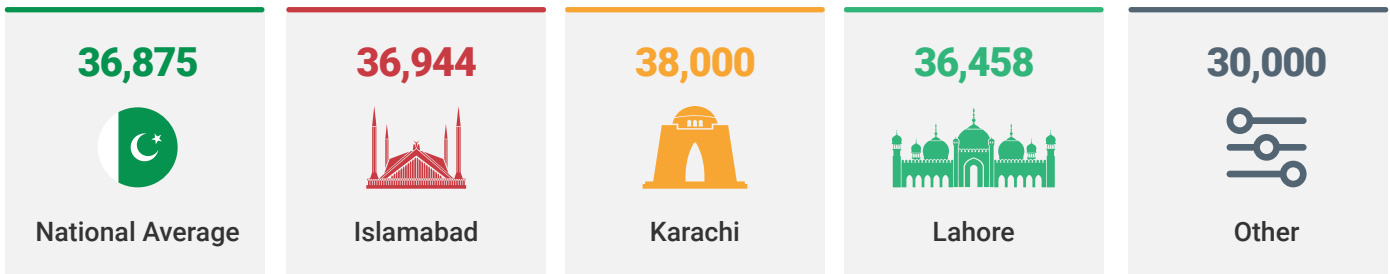 36,875
National Average
36,944
Islamabad
38,000
Karachi
36,458
Lahore
30,000
Other